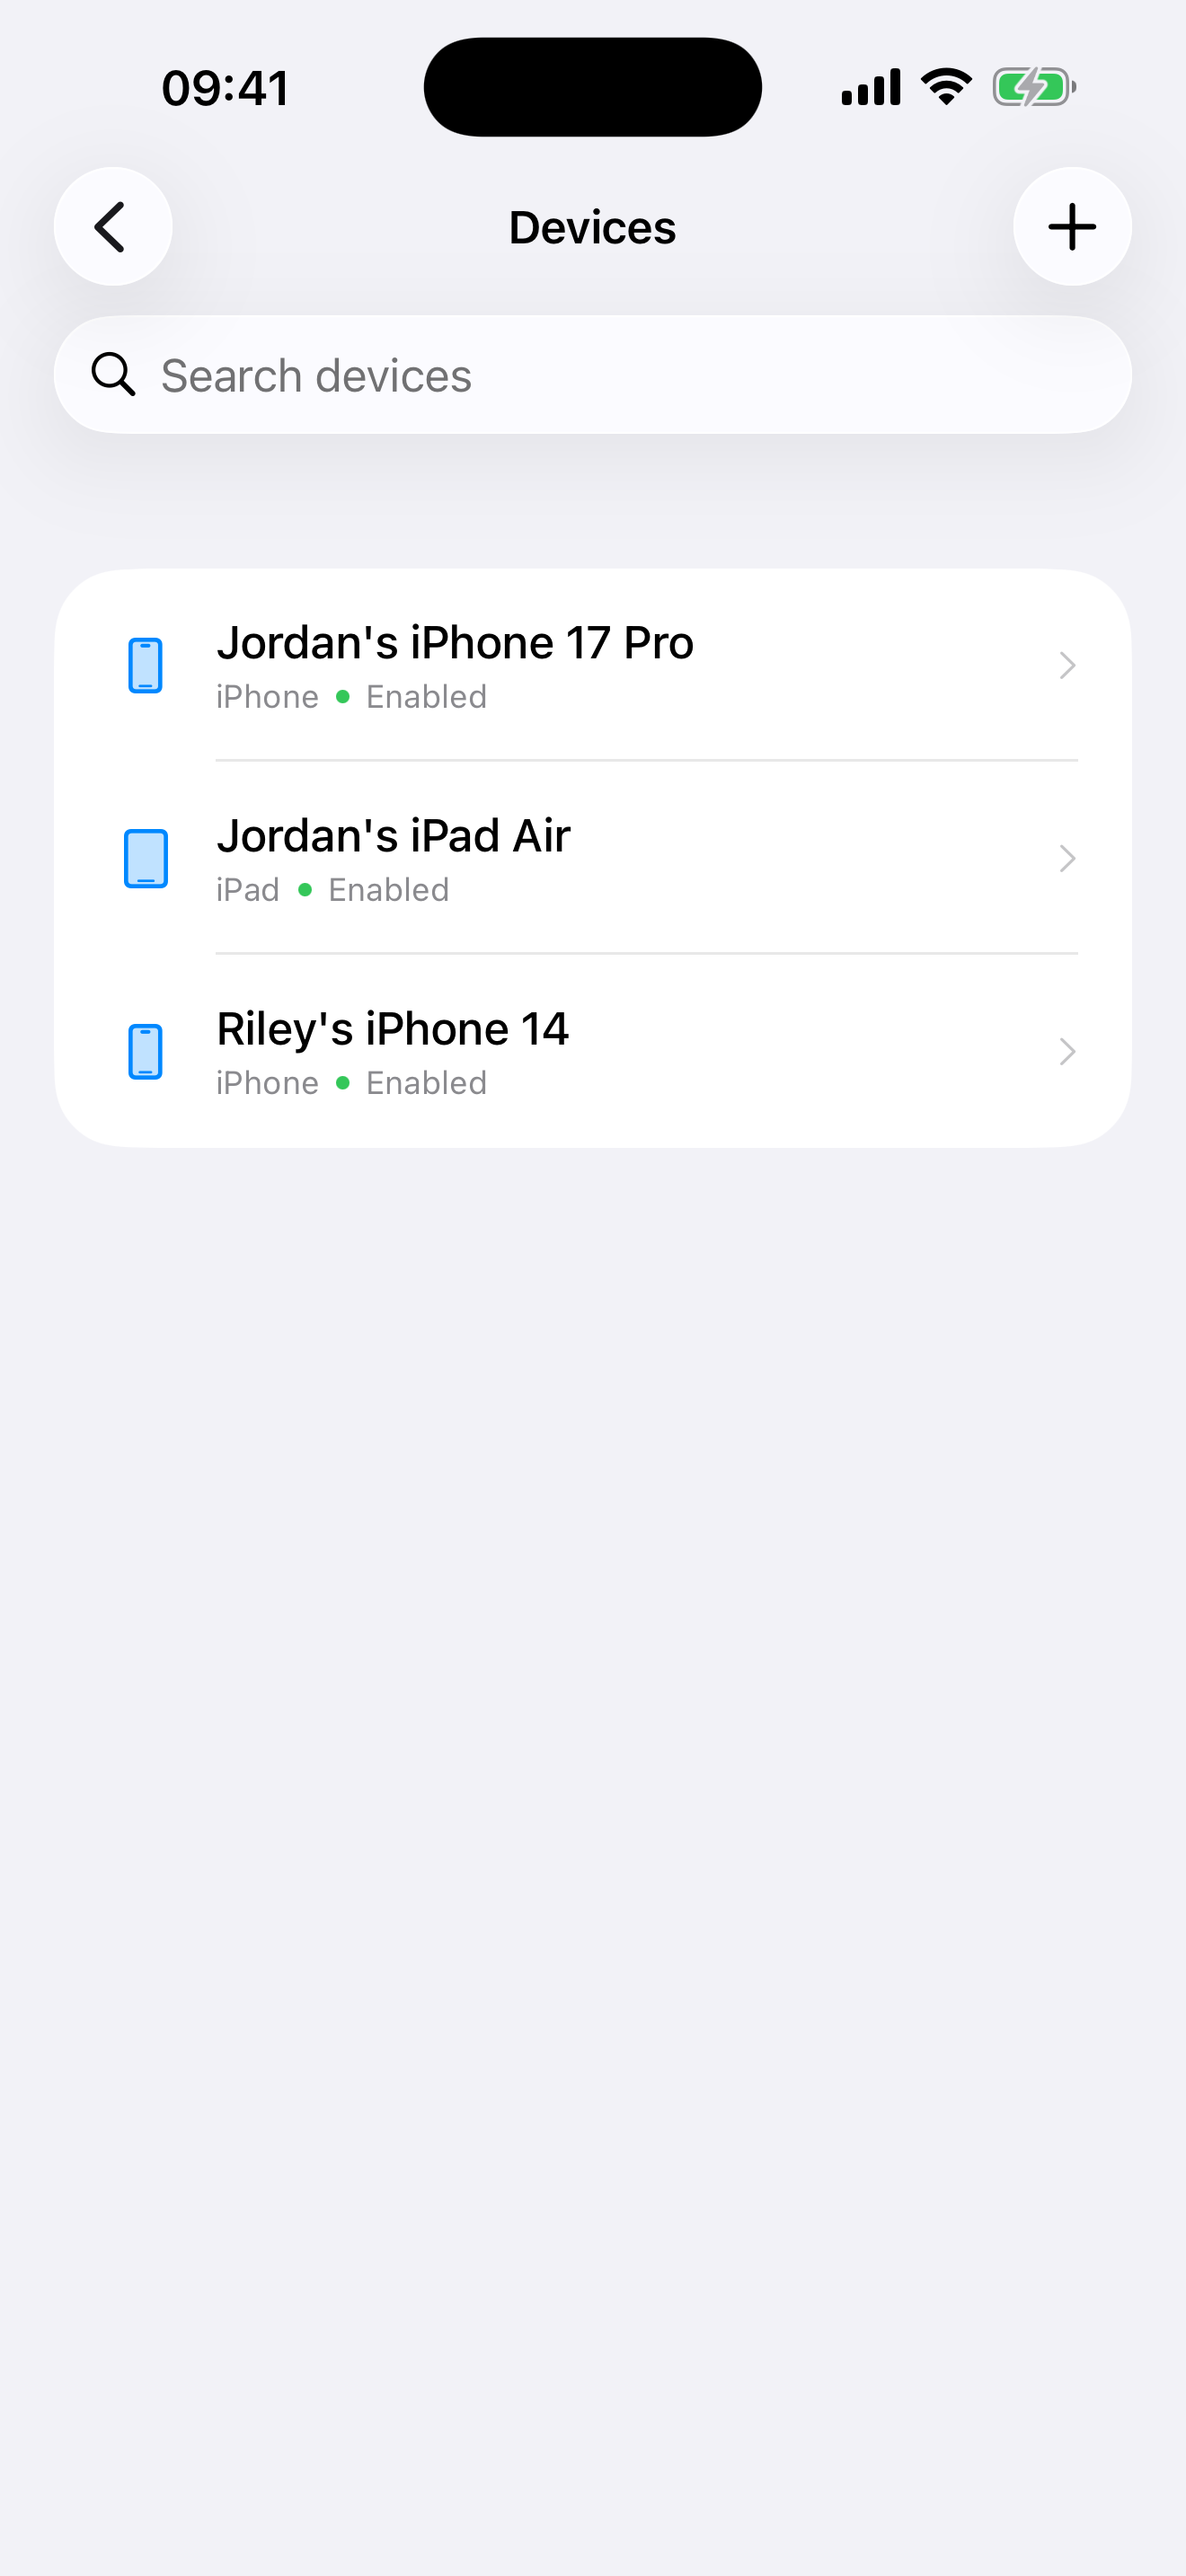 09:41
Devices
Search devices
Jordan's iPhone 17 Pro
iPhone ● Enabled
Jordan's iPad Air
iPad ● Enabled
Riley's iPhone 14
iPhone ● Enabled